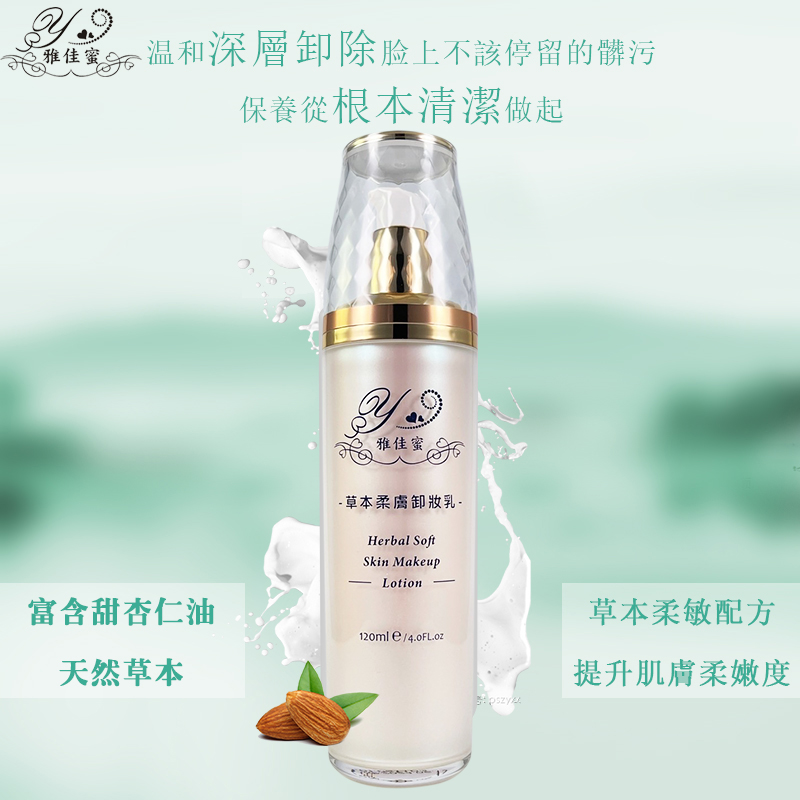 雅佳蜜
温和深層卸除脸上不該停留的髒污
保養從根本清潔做起
雅佳蜜
-草本柔膚卸妝乳-
Herbal Soft
Skin Makeup
Lotion
120ml e/4.0FL.oz
富含甜杏仁油
天然草本
草本柔敏配方
提升肌膚柔嫩度